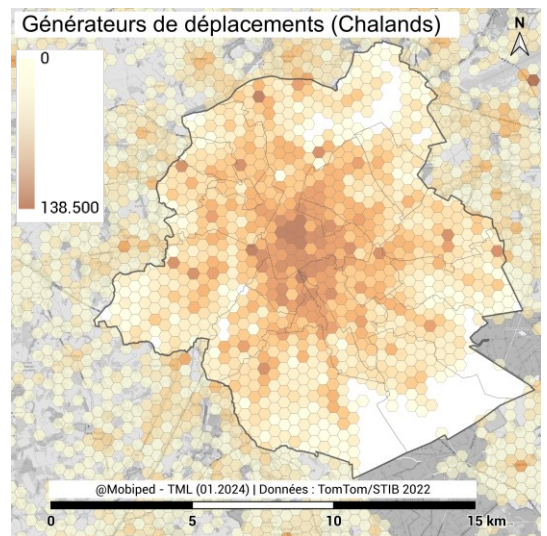 Générateurs de déplacements (Chalands)
N
0
138.500
@Mobiped - TML (01.2024) | Données : TomTom/STIB 2022
0 5 10 15 km